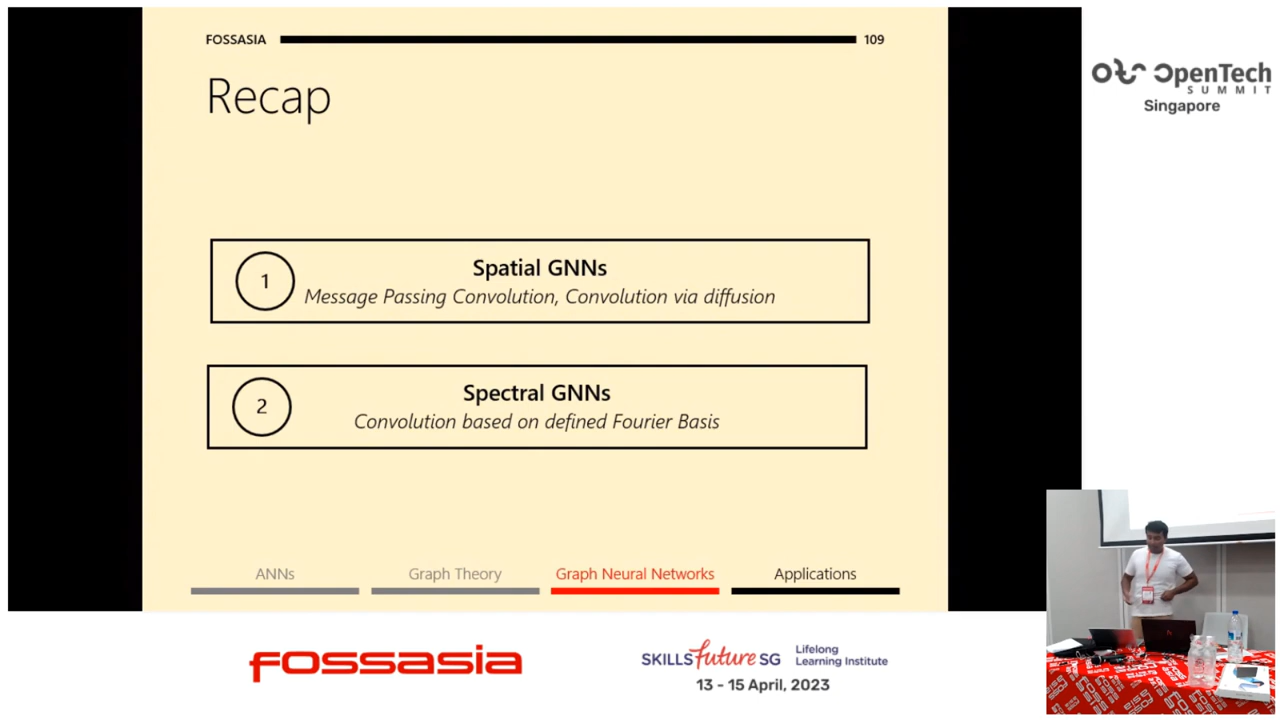 FOSSASIA
109
Recap
1
Spatial GNNs
Message Passing Convolution, Convolution via diffusion
2
Spectral GNNs
Convolution based on defined Fourier Basis
ANNs
Graph Theory
Graph Neural Networks
Applications
OpenTech
SUMMIT
Singapore
fossasia
SKILLSfuture SG
Lifelong
Learning Institute
13 - 15 April, 2023